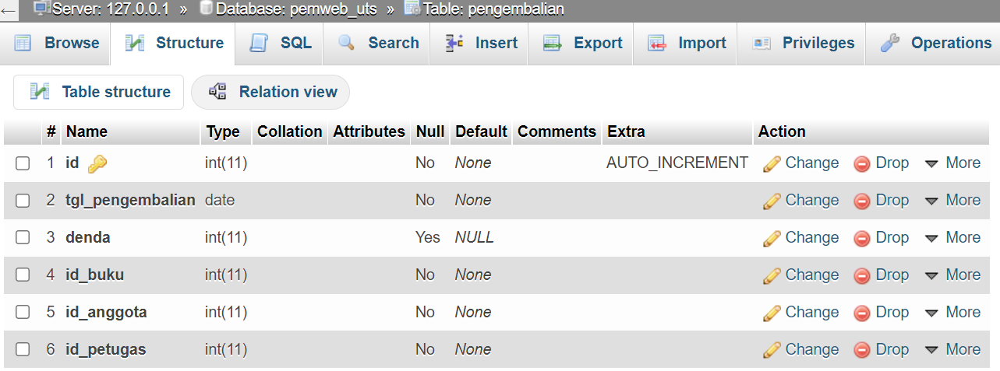 Server: 127.0.0.1 » Database: pemweb_uts » Table: pengembalian
Browse Structure SQL Search Insert Export Import Privileges Operations
Table structure Relation view
# Name Type Collation Attributes Null Default Comments Extra Action
1 id int(11) No None AUTO_INCREMENT Change Drop More
2 tgl_pengembalian date No None Change Drop More
3 denda int(11) Yes NULL Change Drop More
4 id_buku int(11) No None Change Drop More
5 id_anggota int(11) No None Change Drop More
6 id_petugas int(11) No None Change Drop More